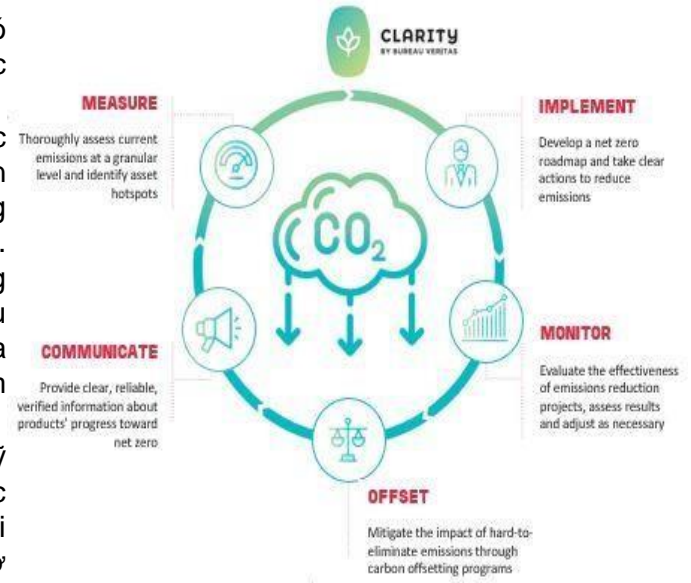 CLARITY
BY BUREAU VERITAS
MEASURE
Thoroughly assess current
emissions at a granular
level and identify asset
hotspots
IMPLEMENT
Develop a net zero
roadmap and take clear
actions to reduce
emissions
CO2
COMMUNICATE
Provide clear, reliable,
verified information about
products' progress toward
net zero
MONITOR
Evaluate the effectiveness
of emissions reduction
projects, assess results
and adjust as necessary
OFFSET
Mitigate the impact of hard-to-
eliminate emissions through
carbon offsetting programs